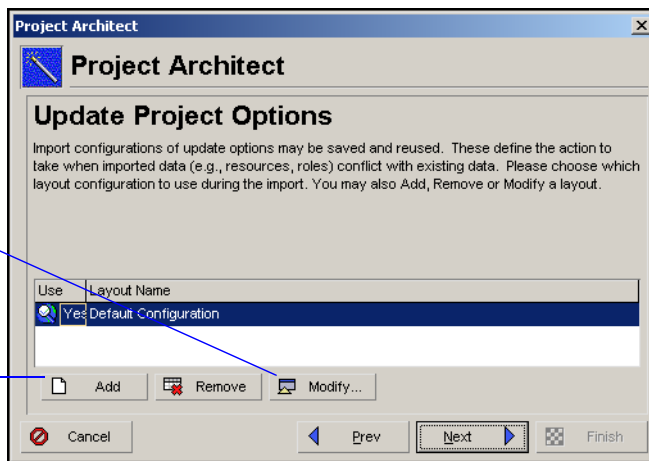 Project Architect
Project Architect
Update Project Options
Import configurations of update options may be saved and reused. These define the action to
take when imported data (e.g., resources, roles) conflict with existing data. Please choose which
layout configuration to use during the import. You may also Add, Remove or Modify a layout.
Use Layout Name
Yes Default Configuration
Add Remove Modify...
Cancel Prev Next Finish